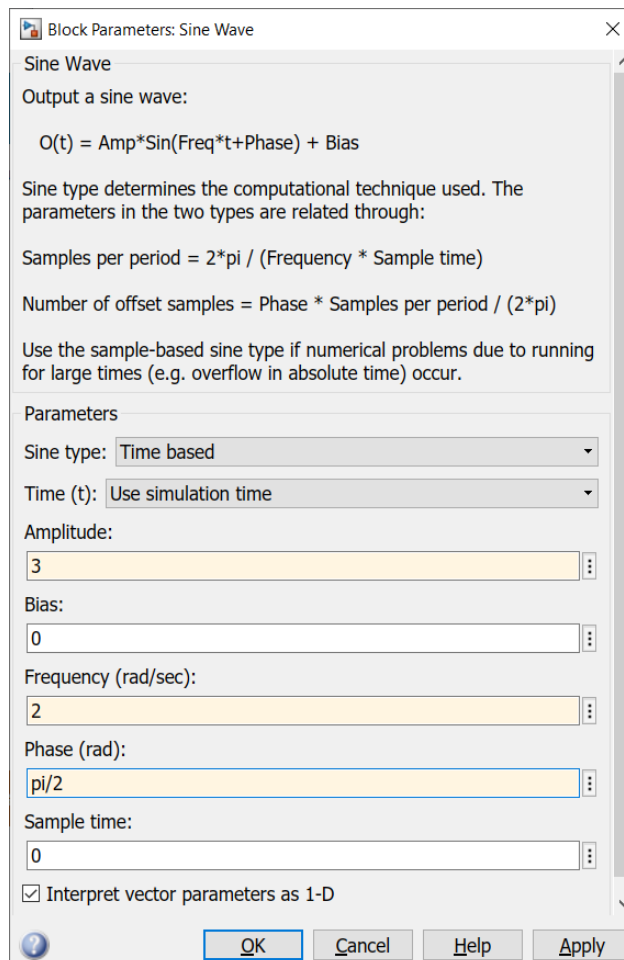 Block Parameters: Sine Wave
Sine Wave
Output a sine wave:
O(t) = Amp*Sin(Freq*t+Phase) + Bias
Sine type determines the computational technique used. The
parameters in the two types are related through:
Samples per period = 2*pi / (Frequency * Sample time)
Number of offset samples = Phase * Samples per period / (2*pi)
Use the sample-based sine type if numerical problems due to running
for large times (e.g. overflow in absolute time) occur.
Parameters
Sine type: Time based
Time (t): Use simulation time
Amplitude:
3
Bias:
0
Frequency (rad/sec):
2
Phase (rad):
pi/2
Sample time:
0
Interpret vector parameters as 1-D
OK Cancel Help Apply